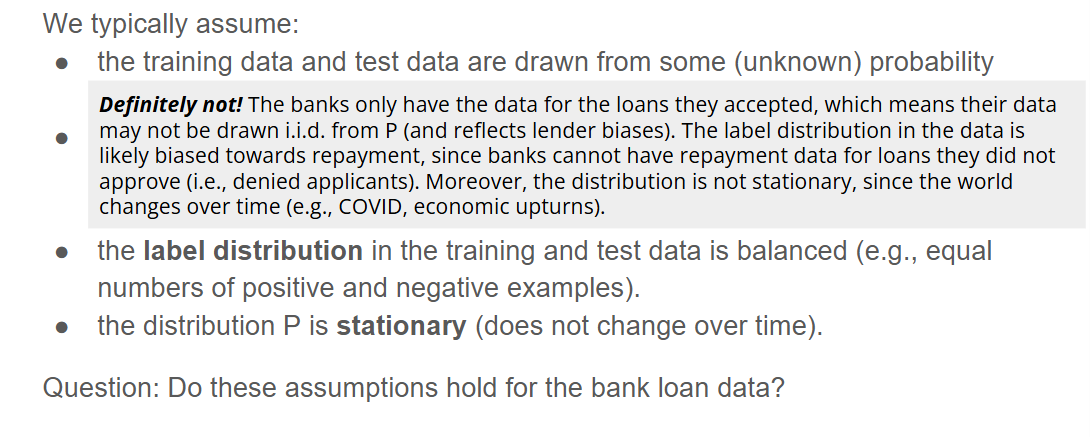 We typically assume:
● the training data and test data are drawn from some (unknown) probability
Definitely not! The banks only have the data for the loans they accepted, which means their data
● may not be drawn i.i.d. from P (and reflects lender biases). The label distribution in the data is
likely biased towards repayment, since banks cannot have repayment data for loans they did not
approve (i.e., denied applicants). Moreover, the distribution is not stationary, since the world
changes over time (e.g., COVID, economic upturns).
● the label distribution in the training and test data is balanced (e.g., equal
numbers of positive and negative examples).
● the distribution P is stationary (does not change over time).
Question: Do these assumptions hold for the bank loan data?